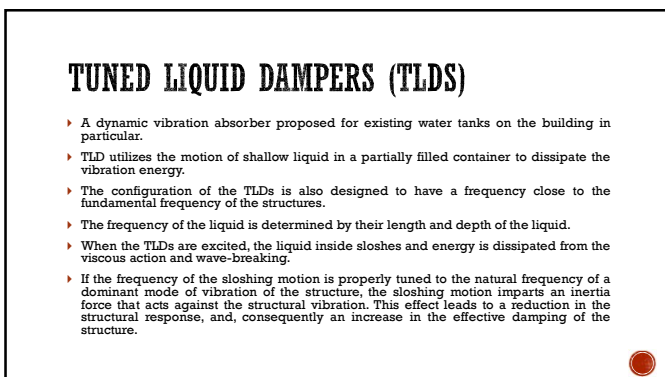 TUNED LIQUID DAMPERS (TLDS)
A dynamic vibration absorber proposed for existing water tanks on the building in
particular.
TLD utilizes the motion of shallow liquid in a partially filled container to dissipate the
vibration energy.
The configuration of the TLDs is also designed to have a frequency close to the
fundamental frequency of the structures.
The frequency of the liquid is determined by their length and depth of the liquid.
When the TLDs are excited, the liquid inside sloshes and energy is dissipated from the
viscous action and wave-breaking.
If the frequency of the sloshing motion is properly tuned to the natural frequency of a
dominant mode of vibration of the structure, the sloshing motion imparts an inertia
force that acts against the structural vibration. This effect leads to a reduction in the
structural response, and, consequently an increase in the effective damping of the
structure.